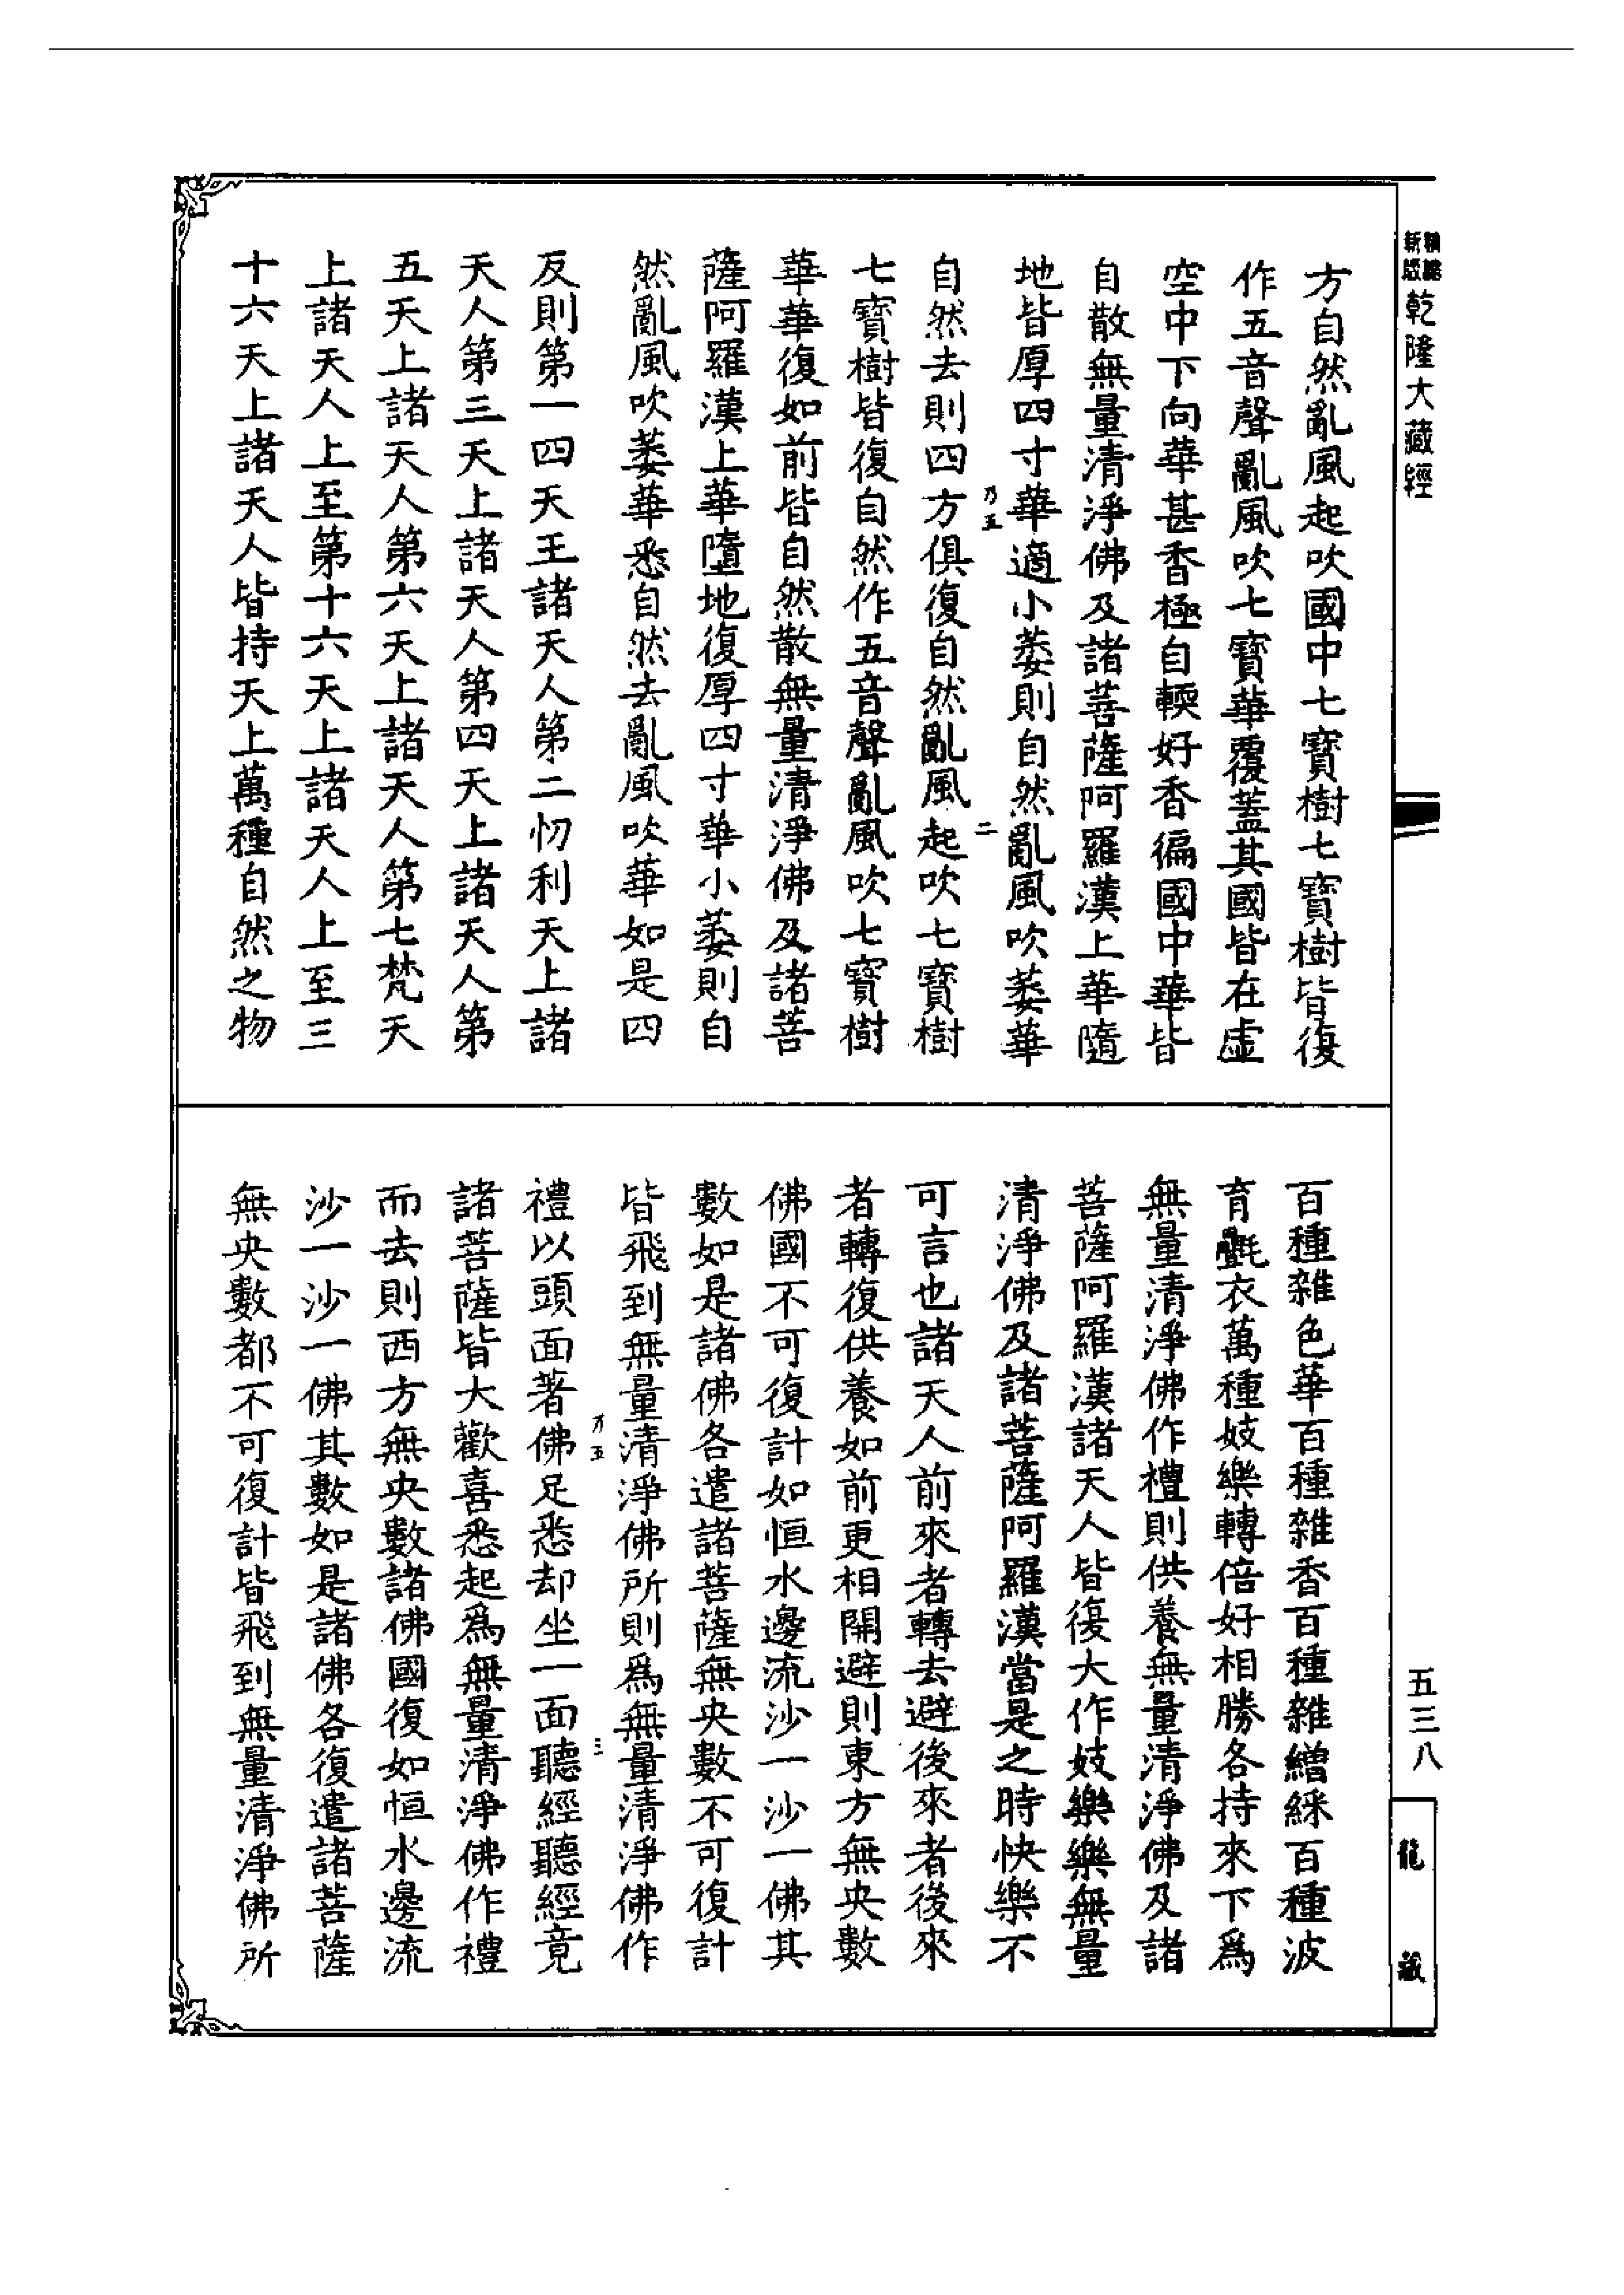 新版
乾隆大藏經
方自然亂風起吹國中七寶樹七寶樹皆復
作五音聲亂風吹七寶華覆蓋其國皆在虛
空中下向華甚香極自軟好香徧國中華皆
自散無量清淨佛及諸菩薩阿羅漢上華隨
地皆厚四寸華適小萎則自然亂風吹萎華
力五
二
自然去則四方俱復自然亂風起吹七寶樹
七寶樹皆復自然作五音聲亂風吹七寶樹
華華復如前皆自然散無量清淨佛及諸菩
薩阿羅漢上華墮地復厚四寸華小萎則自
然亂風吹萎華悉自然去亂風吹華如是四
反則第一四天王諸天人第二忉利天上諸
天人第三天上諸天人第四天上諸天人第
五天上諸天人第六天上諸天人第七梵天
上諸天人上至第十六天上諸天人上至三
十六天上諸天人皆持天上萬種自然之物
百種雜色華百種雜香百種雜繒綵百種波
育㲲衣萬種妓樂轉倍好相勝各持來下為
無量清淨佛作禮則供養無量清淨佛及諸
菩薩阿羅漢諸天人皆復大作妓樂樂無量
清淨佛及諸菩薩阿羅漢當是之時快樂不
可言也諸天人前來者轉去避後來者後來
者轉復供養如前更相開避則東方無央數
佛國不可復計如恒水邊流沙一沙一佛其
數如是諸佛各遣諸菩薩無央數不可復計
皆飛到無量清淨佛所則為無量清淨佛作
力五
三
禮以頭面著佛足悉却坐一面聽經聽經竟
諸菩薩皆大歡喜悉起為無量清淨佛作禮
而去則西方無央數諸佛國復如恒水邊流
沙一沙一佛其數如是諸佛各復遣諸菩薩
無央數都不可復計皆飛到無量清淨佛所
五三八
龍藏